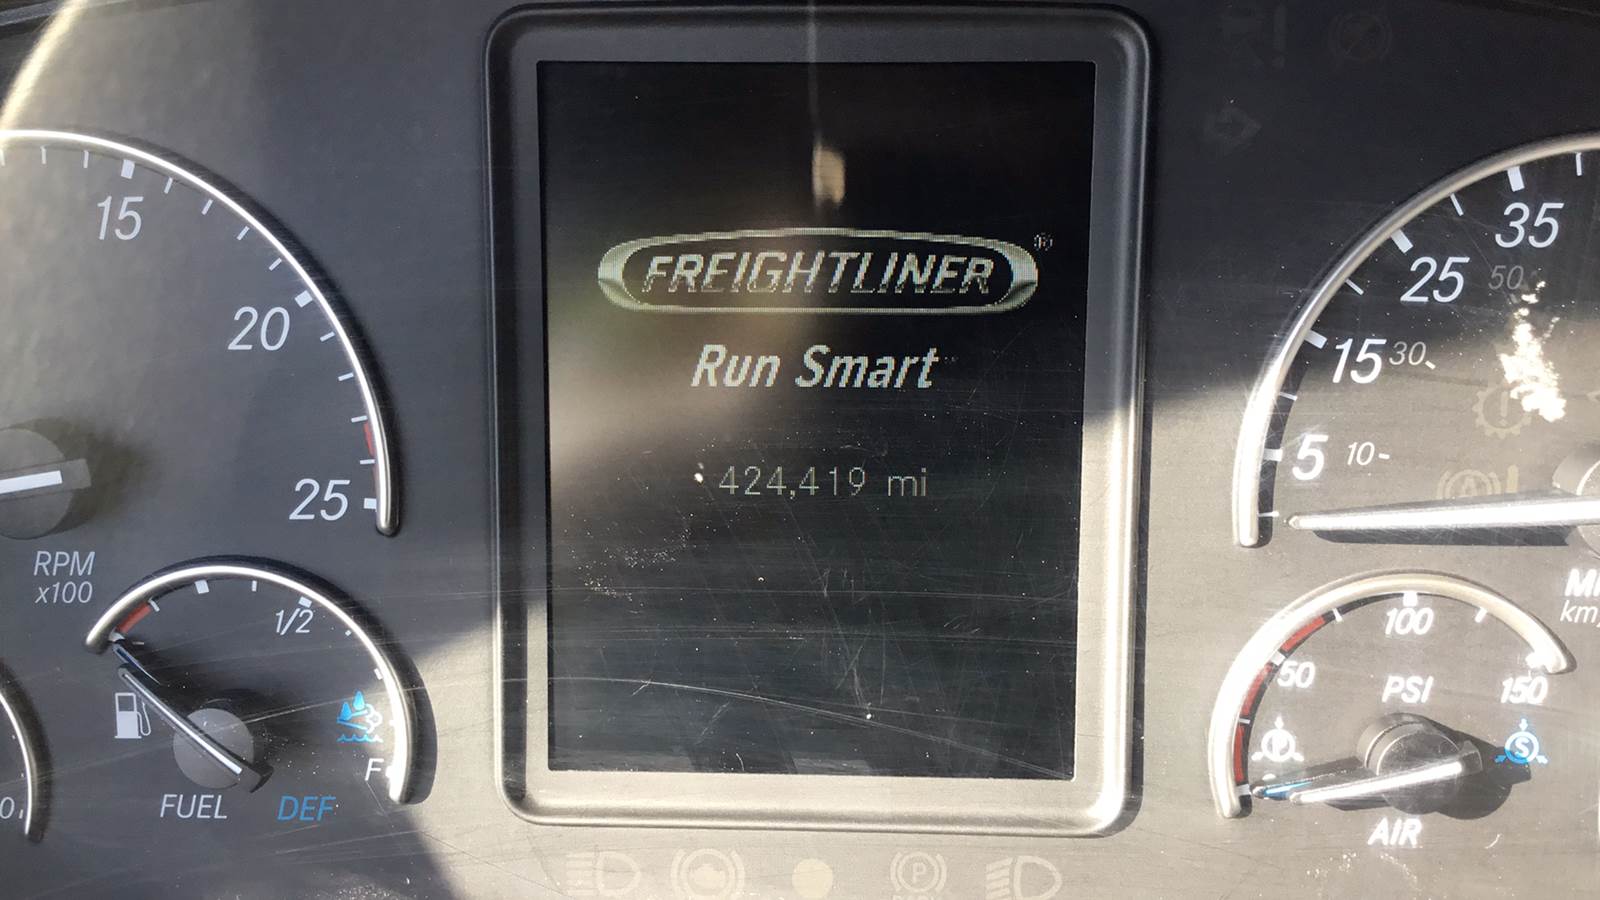 FREIGHTLINER®
Run Smart
424,419 mi
15
20
25
RPM
x100
1/2
F
FUEL
DEF
35
25 50
15 30
5 10
km/
50
100
150
PSI
P
S
AIR
P